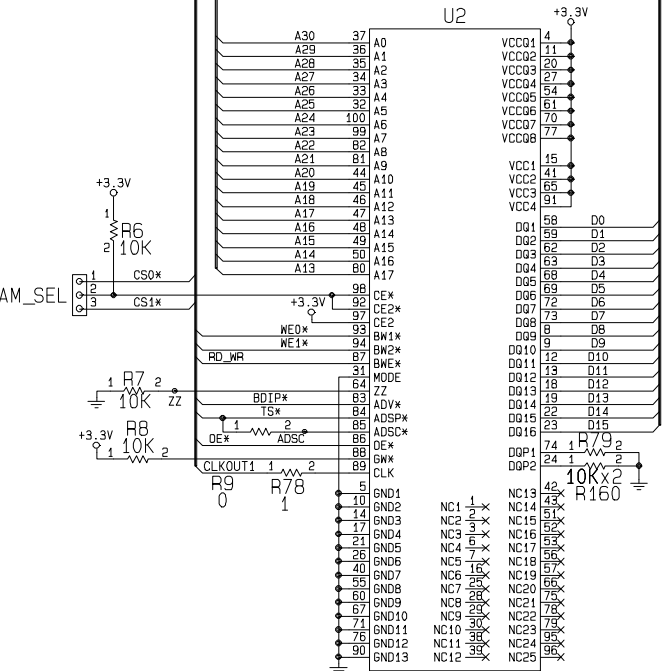 U2
+3.3V
A30 37 A0 VCCQ1 4
A29 36 A1 VCCQ2 11
A28 35 A2 VCCQ3 20
A27 34 A3 VCCQ4 27
A26 33 A4 VCCQ5 54
A25 32 A5 VCCQ6 61
A24 100 A6 VCCQ7 70
A23 99 A7 VCCQ8 77
A22 82 A8
A21 81 A9 VCC1 15
A20 44 A10 VCC2 41
A19 45 A11 VCC3 65
A18 46 A12 VCC4 91
A17 47 A13 DQ1 58 D0
A16 48 A14 DQ2 59 D1
A15 49 A15 DQ3 62 D2
A14 50 A16 DQ4 63 D3
A13 80 A17 DQ5 68 D4
+3.3V
1
R6
2 10K
AM_SEL
1 CS0*
2
3 CS1*
98 CE* DQ6 69 D5
92 CE2* DQ7 72 D6
+3.3V
97 CE2 DQ8 73 D7
WE0* 93 BW1* DQ9 8 D8
WE1* 94 BW2* DQ10 9 D9
RD_WR 87 BWE* DQ11 12 D10
31 MODE DQ12 13 D11
64 ZZ DQ13 18 D12
R7
1 2
10K
ZZ
BDIP* 83 ADV* DQ14 19 D13
TS* 84 ADSP* DQ15 22 D14
1 2 85 ADSC* DQ16 23 D15
OE* ADSC 86 OE*
R8
+3.3V 10K
1 2
88 GW* DQP1 74 1 R79 2
CLKOUT1 1 2 89 CLK DQP2 24 1 2
R9 R78
0 1
10Kx2
R160
5 GND1 NC13 42
10 GND2 NC1 1 NC14 43
14 GND3 NC2 2 NC15 51
17 GND4 NC3 3 NC16 52
21 GND5 NC4 6 NC17 53
26 GND6 NC5 7 NC18 56
40 GND7 NC6 16 NC19 57
55 GND8 NC7 25 NC20 66
60 GND9 NC8 28 NC21 75
67 GND10 NC9 29 NC22 78
71 GND11 NC10 30 NC23 79
76 GND12 NC11 38 NC24 95
90 GND13 NC12 39 NC25 96